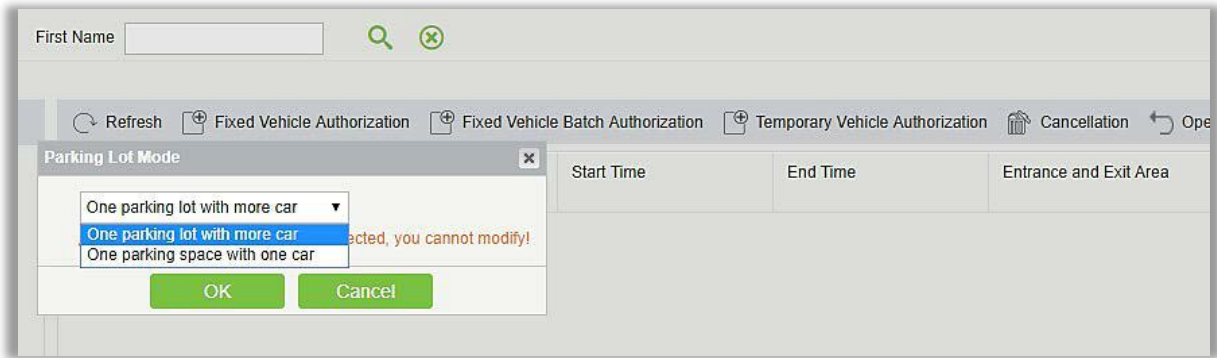 First Name
Refresh Fixed Vehicle Authorization Fixed Vehicle Batch Authorization Temporary Vehicle Authorization Cancellation Ope
Parking Lot Mode
Start Time End Time Entrance and Exit Area
One parking lot with more car
One parking lot with more car
ected, you cannot modify!
One parking space with one car
OK Cancel